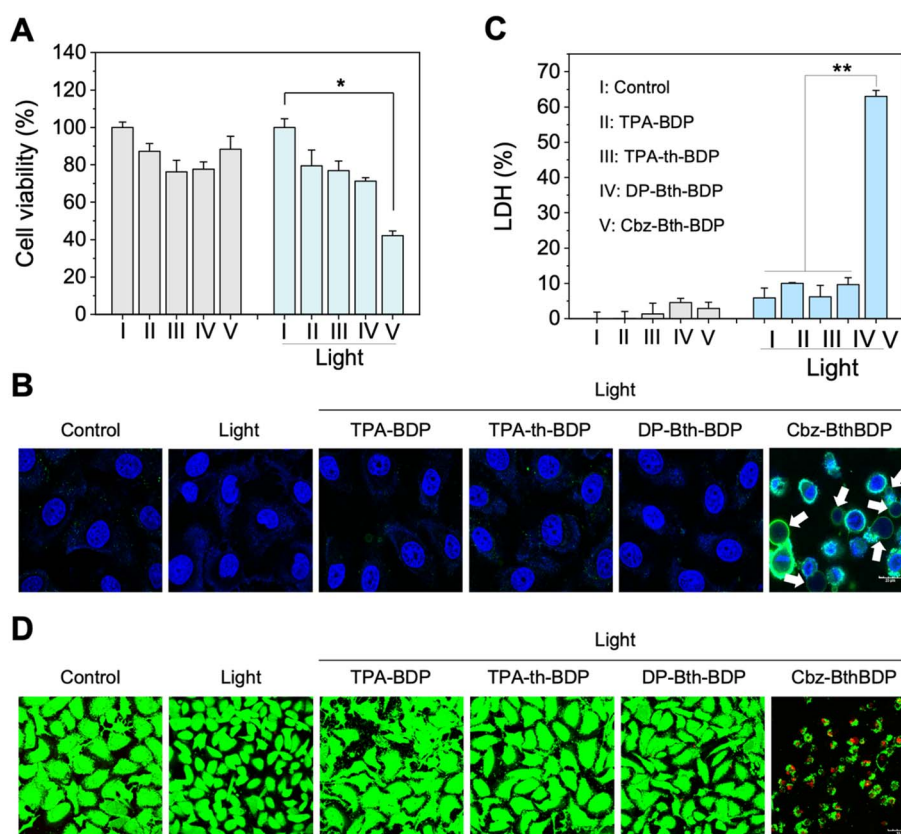 A
Cell viability (%)
140
120
100
80
60
40
20
0
*
I II III IV V I II III IV V
Light
C
LDH (%)
70
60
50
40
30
20
10
0
**
I: Control
II: TPA-BDP
III: TPA-th-BDP
IV: DP-Bth-BDP
V: Cbz-Bth-BDP
I II III IV V I II III IV V
Light
B
Light
Control Light TPA-BDP TPA-th-BDP DP-Bth-BDP Cbz-BthBDP
D
Light
Control Light TPA-BDP TPA-th-BDP DP-Bth-BDP Cbz-BthBDP